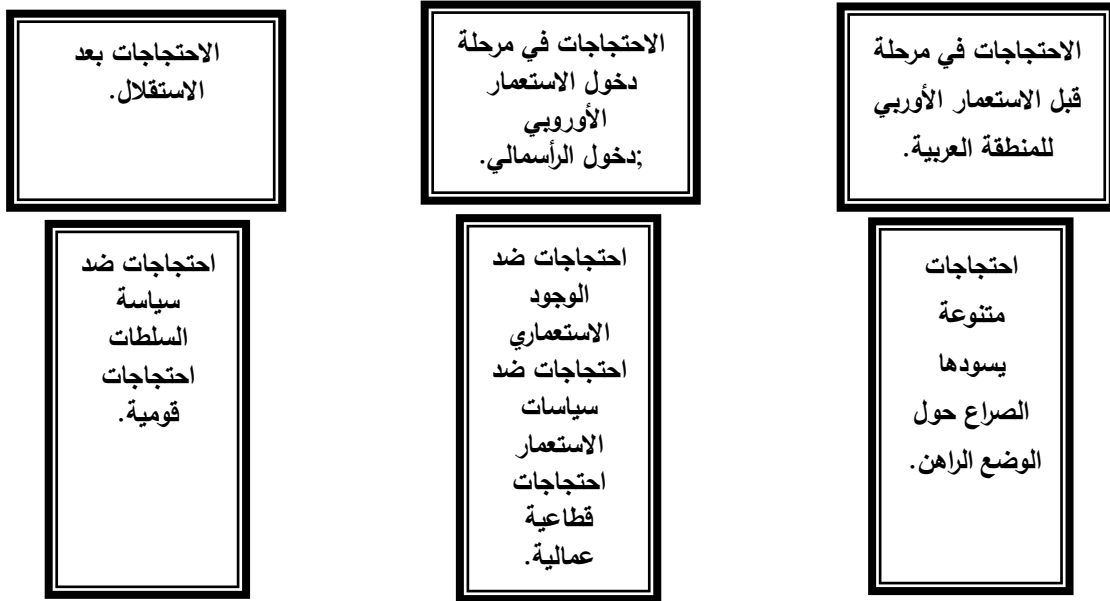 الاحتجاجات في مرحلة
قبل الاستعمار الأوربي
للمنطقة العربية.
الاحتجاجات في مرحلة
دخول الاستعمار
الأوروبي
;دخول الرأسمالي.
الاحتجاجات بعد
الاستقلال.
احتجاجات
متنوعة
يسودها
الصراع حول
الوضع الراهن.
احتجاجات ضد
الوجود
الاستعماري
احتجاجات ضد
سياسات
الاستعمار
احتجاجات
قطاعية
عمالية.
احتجاجات ضد
سياسة
السلطات
احتجاجات
قومية.